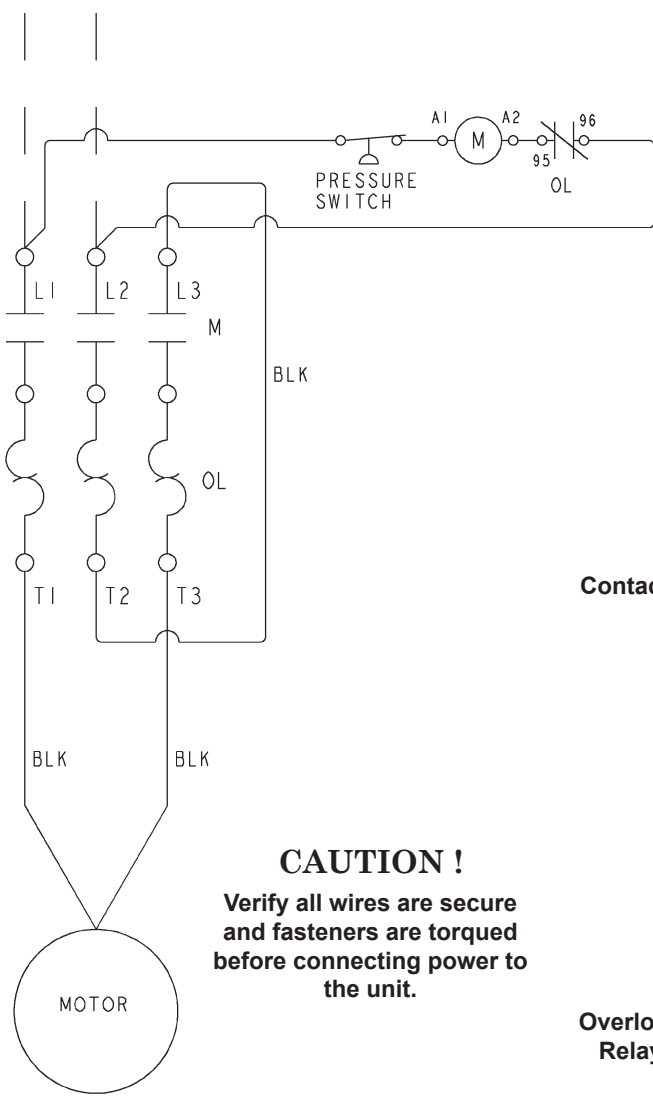 A1
A2
96
M
95
PRESSURE
SWITCH
OL
L1
L2
L3
M
BLK
OL
T1
T2
T3
Contac
BLK
BLK
CAUTION !
Verify all wires are secure
and fasteners are torqued
before connecting power to
the unit.
MOTOR
Overlo
Relay